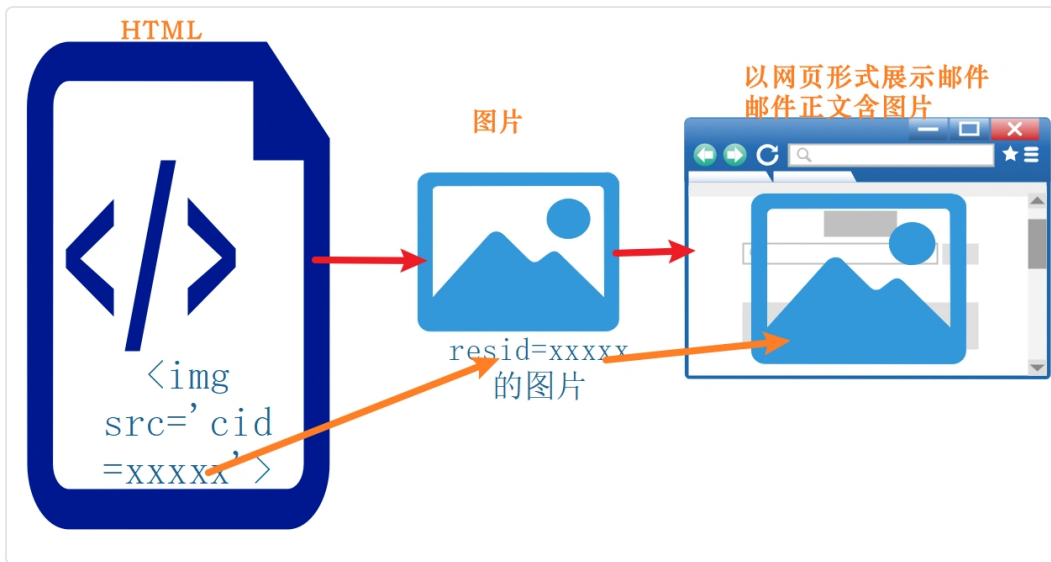 HTML
图片
以网页形式展示邮件
邮件正文含图片
<img
src='cid
=xxxxx'>
resid=xxxxx
的图片